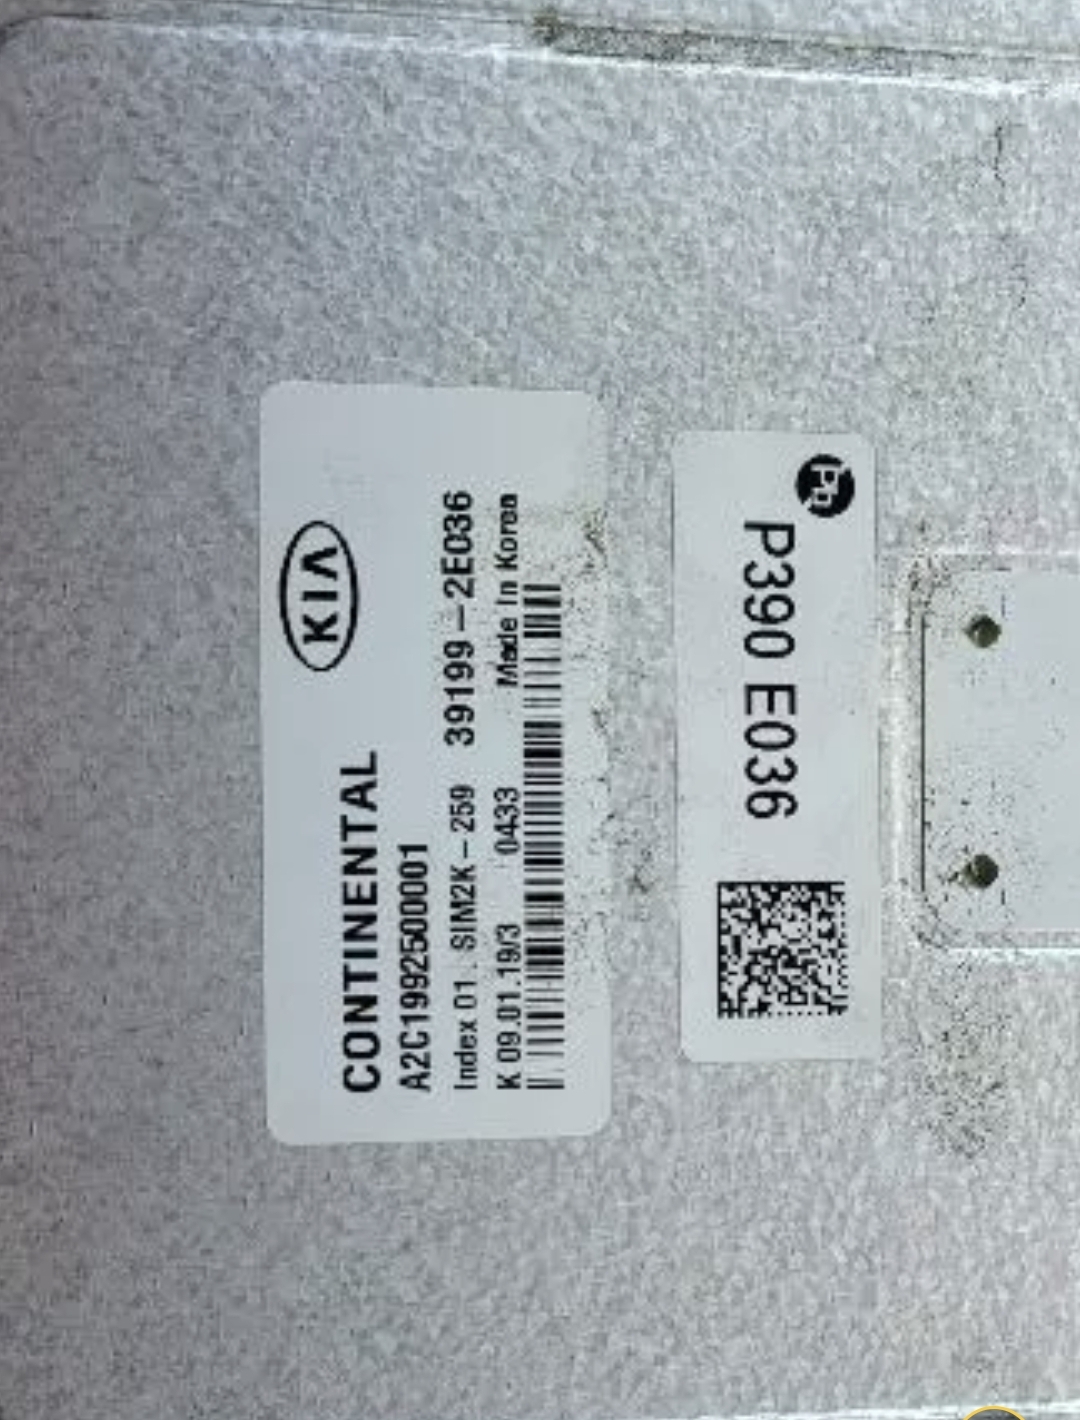 KIA
CONTINENTAL
A2C1992500001
Index 01. SIM2K-259 39199-2E036
K 09.01.19/3 0433 Made In Korea
Pb
P390 E036